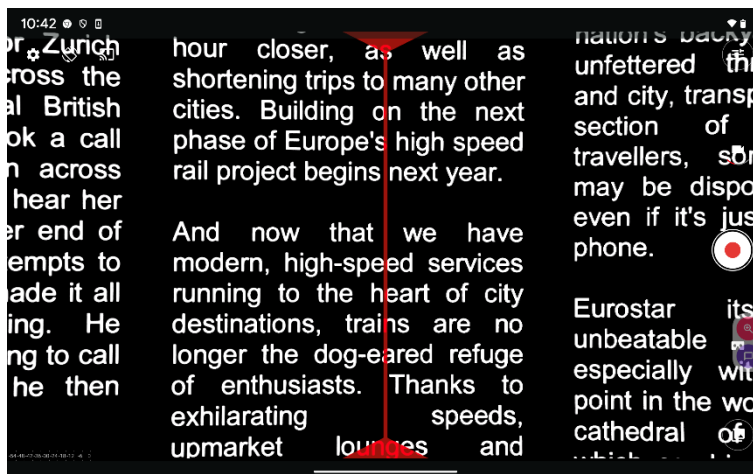 10:42
or Zurich
cross the
al British
ok a call
n across
hear her
er end of
empts to
ade it all
ing. He
ng to call
he then
hour closer, as well as
shortening trips to many other
cities. Building on the next
phase of Europe's high speed
rail project begins next year.
And now that we have
modern, high-speed services
running to the heart of city
destinations, trains are no
longer the dog-eared refuge
of enthusiasts. Thanks to
exhilarating speeds,
upmarket lounges and
nation's backy
unfettered thr
and city, transp
section of
travellers, som
may be dispo
even if it's jus
phone.
Eurostar its
unbeatable
especially wit
point in the wo
cathedral of